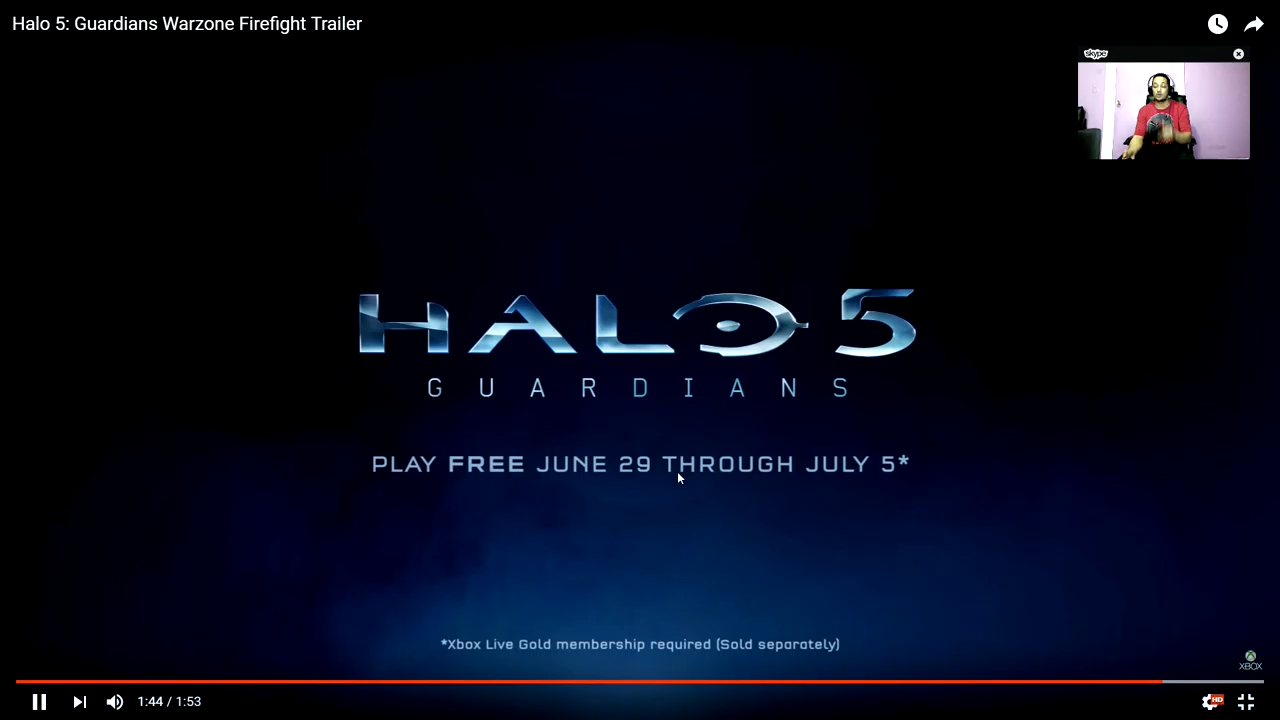 Halo 5: Guardians Warzone Firefight Trailer
skype
HALO 5
GUARDIANS
PLAY FREE JUNE 29 THROUGH JULY 5*
*Xbox Live Gold membership required (Sold separately)
XBOX
1:44 / 1:53
HD